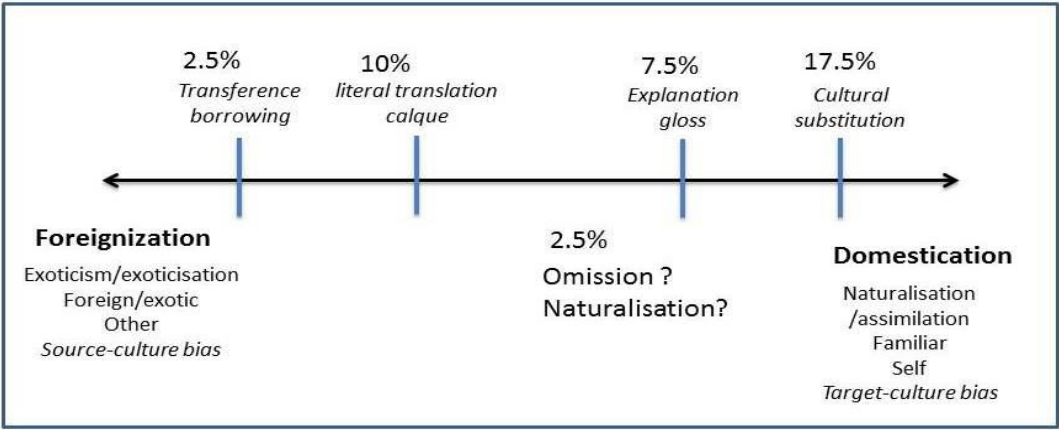 2.5%
Transference
borrowing
10%
literal translation
calque
7.5%
Explanation
gloss
17.5%
Cultural
substitution
Foreignization
Exoticism/exoticisation
Foreign/exotic
Other
Source-culture bias
2.5%
Omission ?
Naturalisation?
Domestication
Naturalisation
/assimilation
Familiar
Self
Target-culture bias